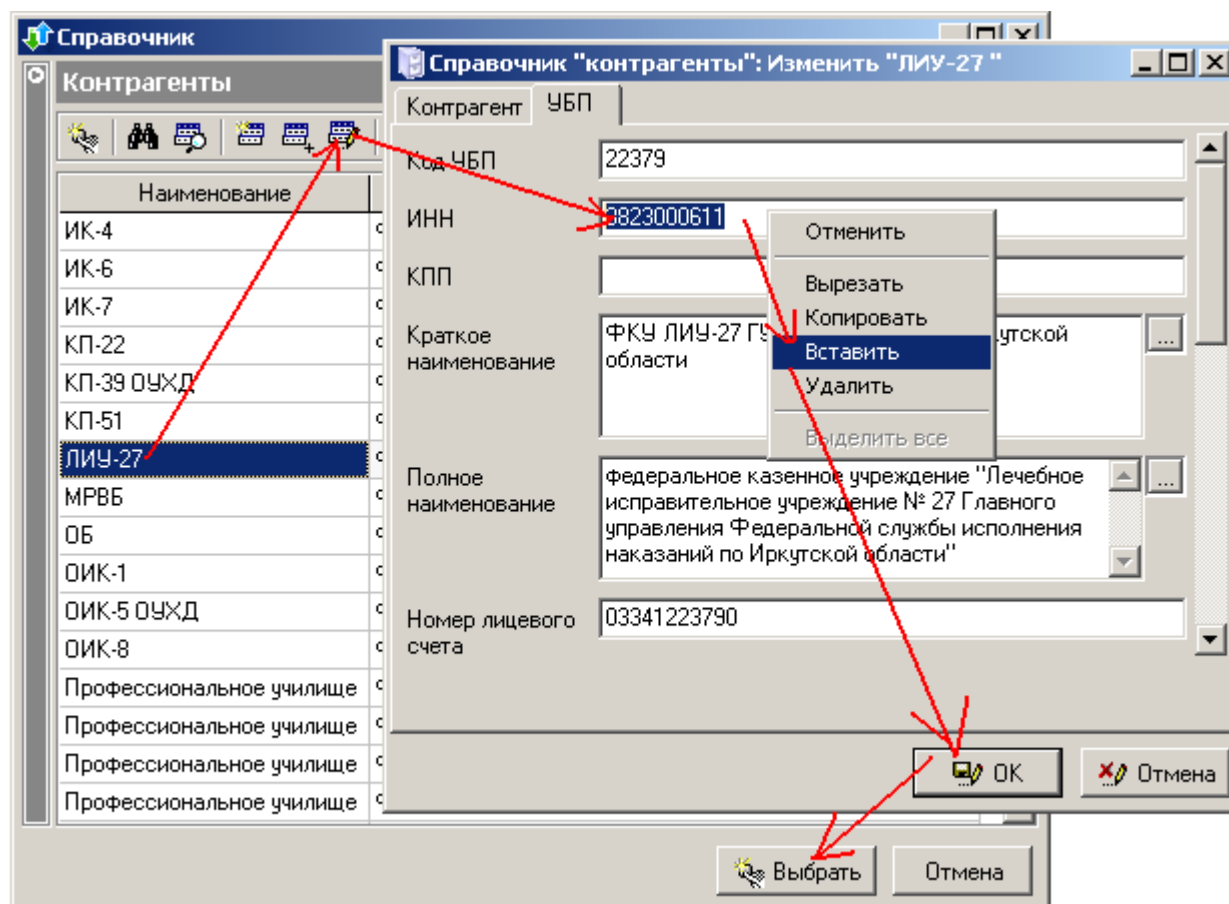 Справочник
Контрагенты
Наименование
ИК-4
ИК-6
ИК-7
КП-22
КП-39 ОУХД
КП-51
ЛИУ-27
МРВБ
ОБ
ОИК-1
ОИК-5 ОУХД
ОИК-8
Профессиональное училище
Профессиональное училище
Профессиональное училище
Профессиональное училище
Выбрать
Отмена
Справочник "контрагенты": Изменить "ЛИУ-27 "
Контрагент
УБП
Код УБП
22379
ИНН
3823000611
КПП
Краткое
наименование
ФКУ ЛИУ-27
области
Полное
наименование
Федеральное казенное учреждение "Лечебное
исправительное учреждение № 27 Главного
управления Федеральной службы исполнения
наказаний по Иркутской области"
Номер лицевого
счета
03341223790
OK
Отмена
Отменить
Вырезать
Копировать
Вставить
Удалить
Выделить все